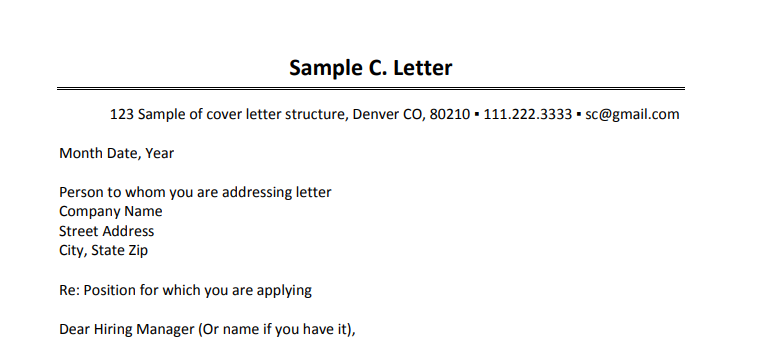 Sample C. Letter
123 Sample of cover letter structure, Denver CO, 80210 ▪ 111.222.3333 ▪ sc@gmail.com
Month Date, Year
Person to whom you are addressing letter
Company Name
Street Address
City, State Zip
Re: Position for which you are applying
Dear Hiring Manager (Or name if you have it),